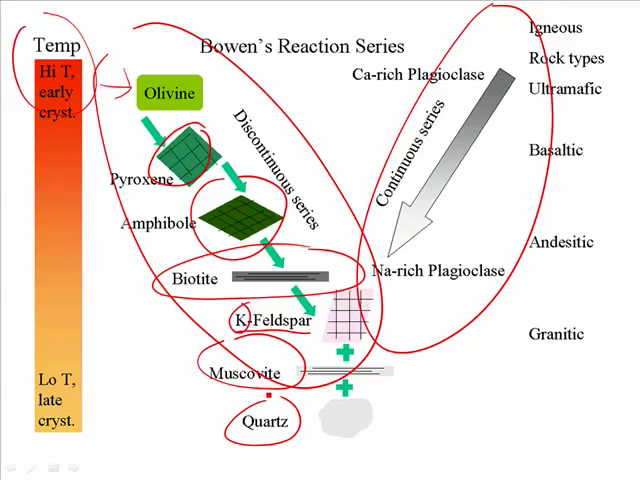 Temp
Bowen's Reaction Series
Igneous
Rock types
Hi T,
early
cryst.
Olivine
Ca-rich Plagioclase
Ultramafic
Discontinuous series
Continuous series
Pyroxene
Basaltic
Amphibole
Andesitic
Biotite
Na-rich Plagioclase
K-Feldspar
Granitic
Muscovite
Lo T,
late
cryst.
Quartz